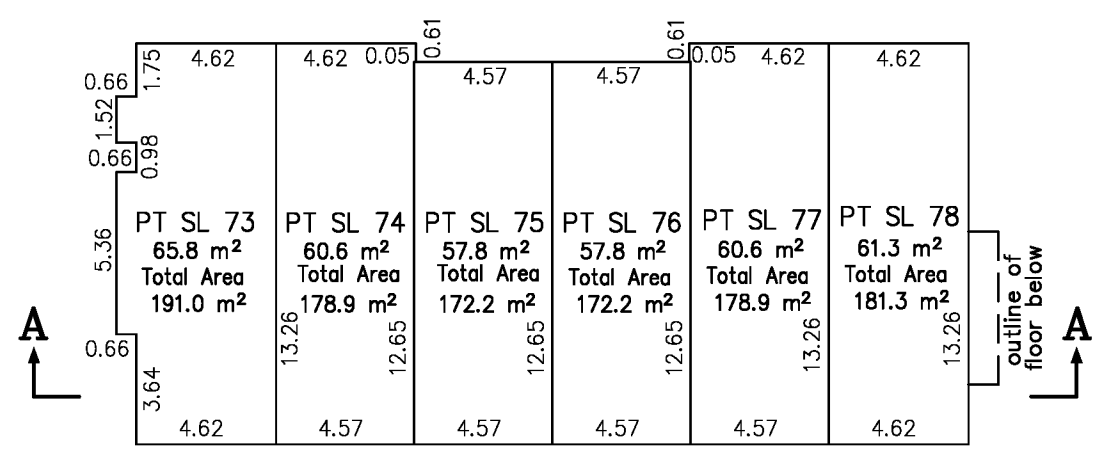 0.61
0.61
4.62
4.62
0.05
0.05
4.62
4.62
1.75
0.66
4.57
4.57
1.52
0.66
0.98
PT SL 73
65.8 m²
Total Area
191.0 m²
PT SL 74
60.6 m²
Total Area
178.9 m²
PT SL 75
57.8 m²
Total Area
172.2 m²
PT SL 76
57.8 m²
Total Area
172.2 m²
PT SL 77
60.6 m²
Total Area
178.9 m²
PT SL 78
61.3 m²
Total Area
181.3 m²
5.36
outline of
floor below
A
A
13.26
12.65
12.65
12.65
13.26
13.26
0.66
3.64
4.62
4.57
4.57
4.57
4.57
4.62